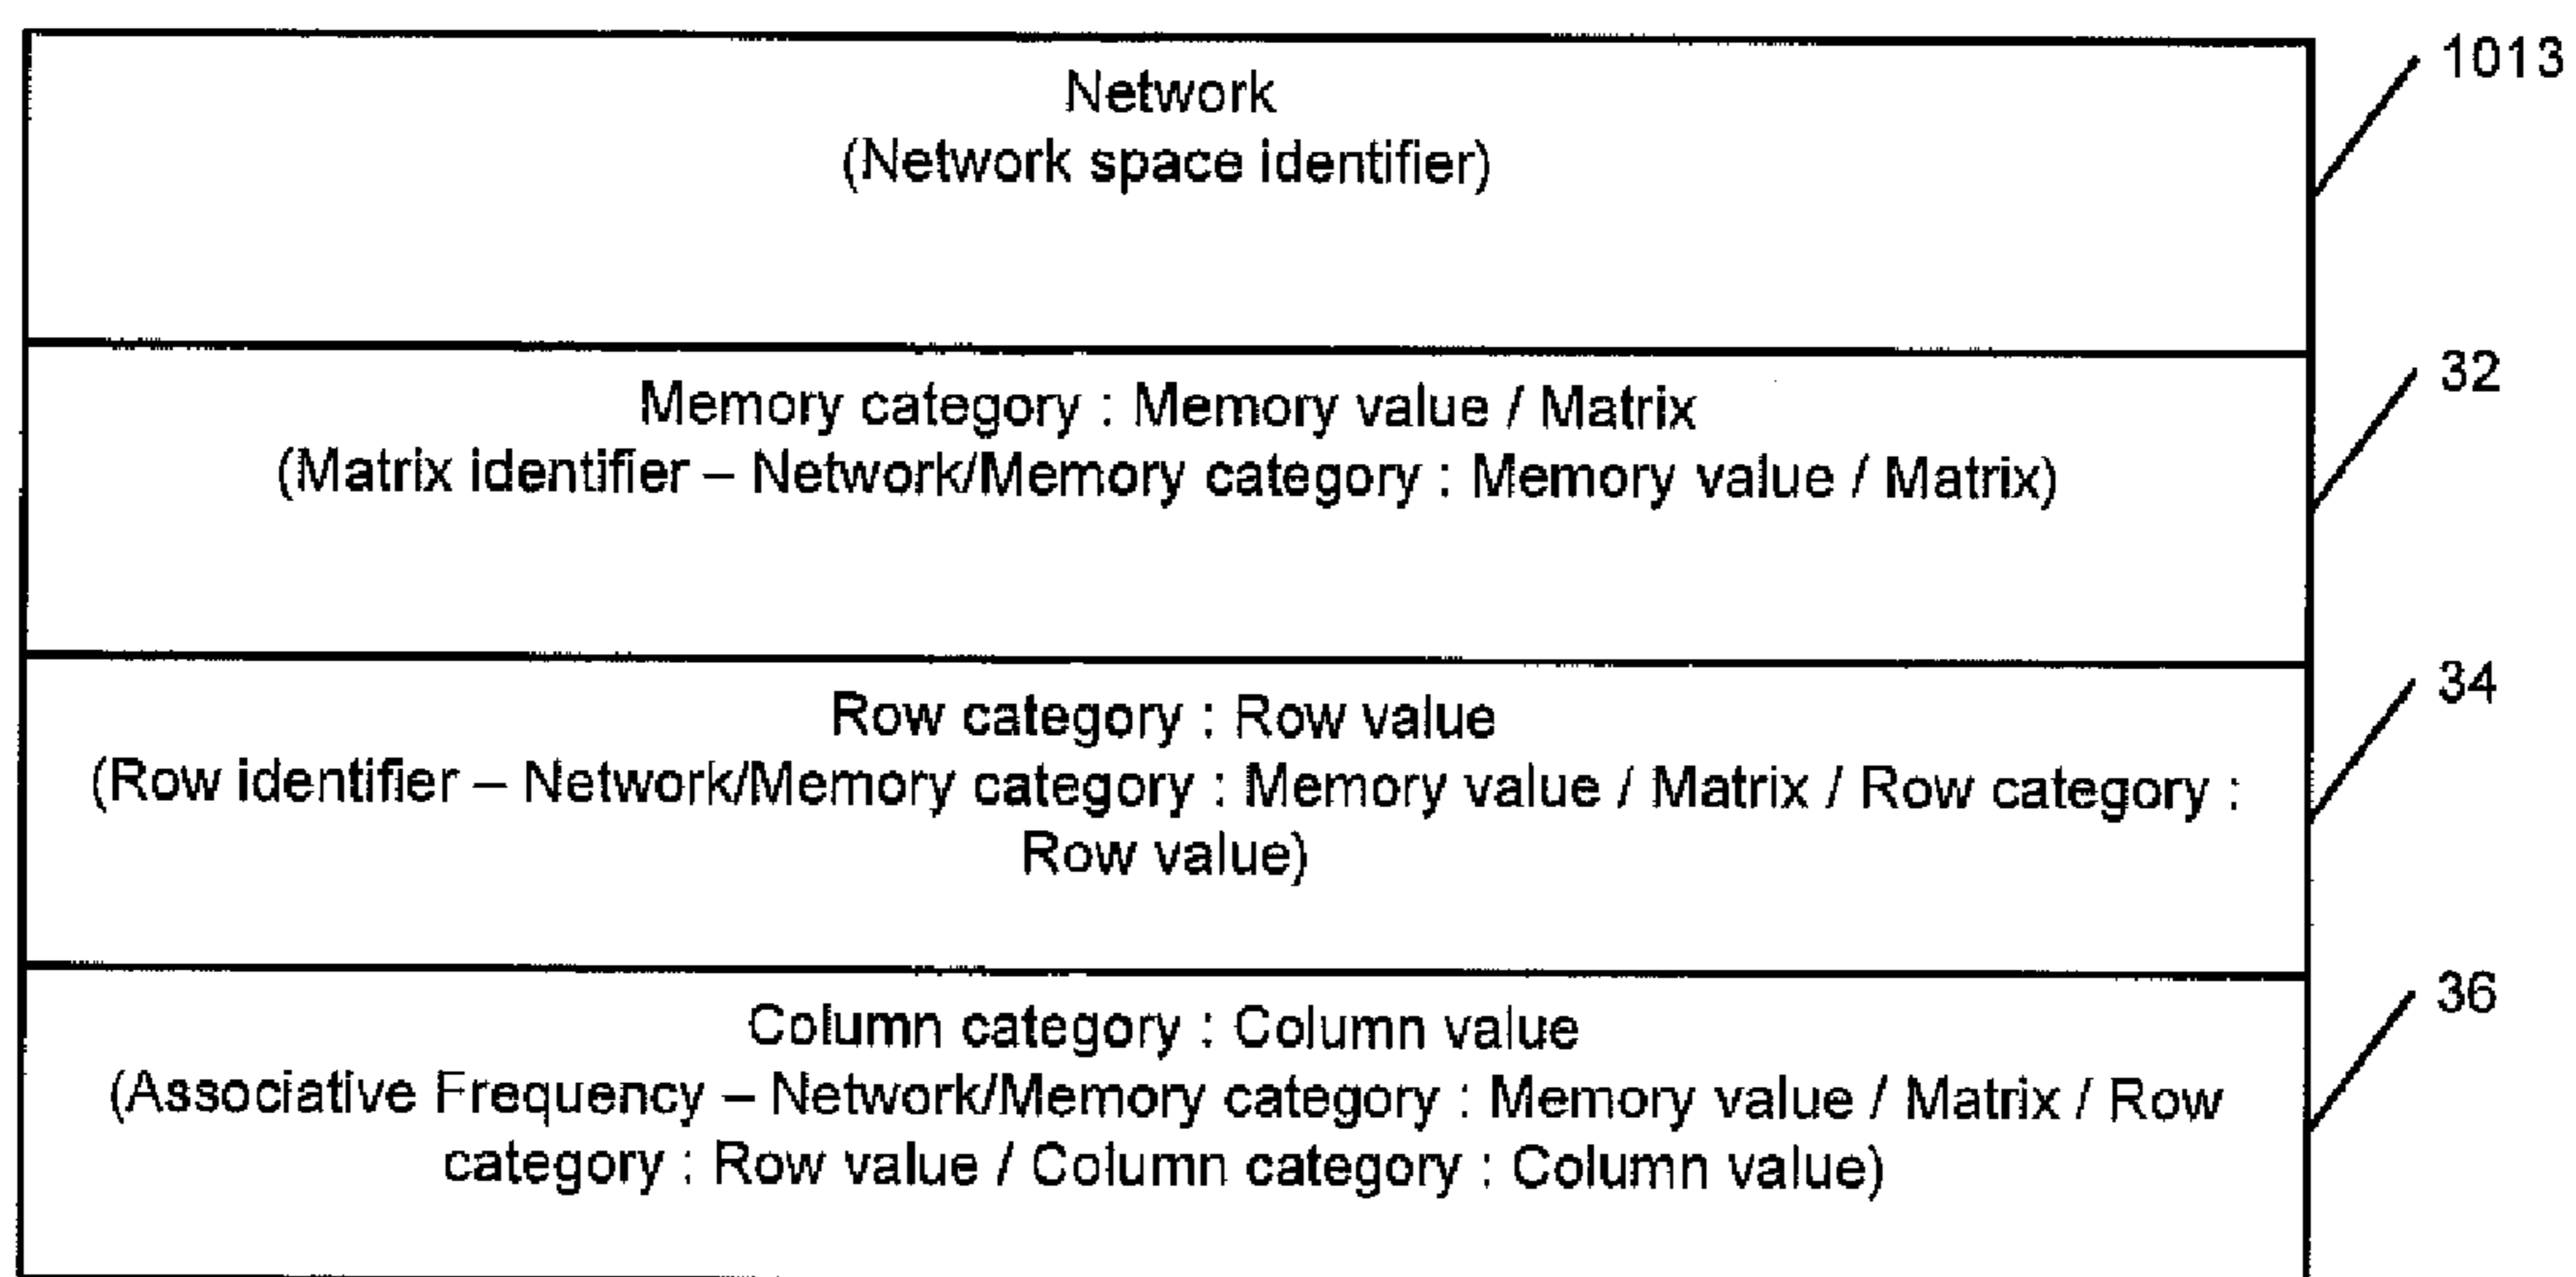 Network
(Network space identifier)
1013
Memory category : Memory value / Matrix
(Matrix identifier – Network/Memory category : Memory value / Matrix)
32
Row category : Row value
(Row identifier – Network/Memory category : Memory value / Matrix / Row category :
Row value)
34
Column category : Column value
(Associative Frequency – Network/Memory category : Memory value / Matrix / Row
category : Row value / Column category : Column value)
36